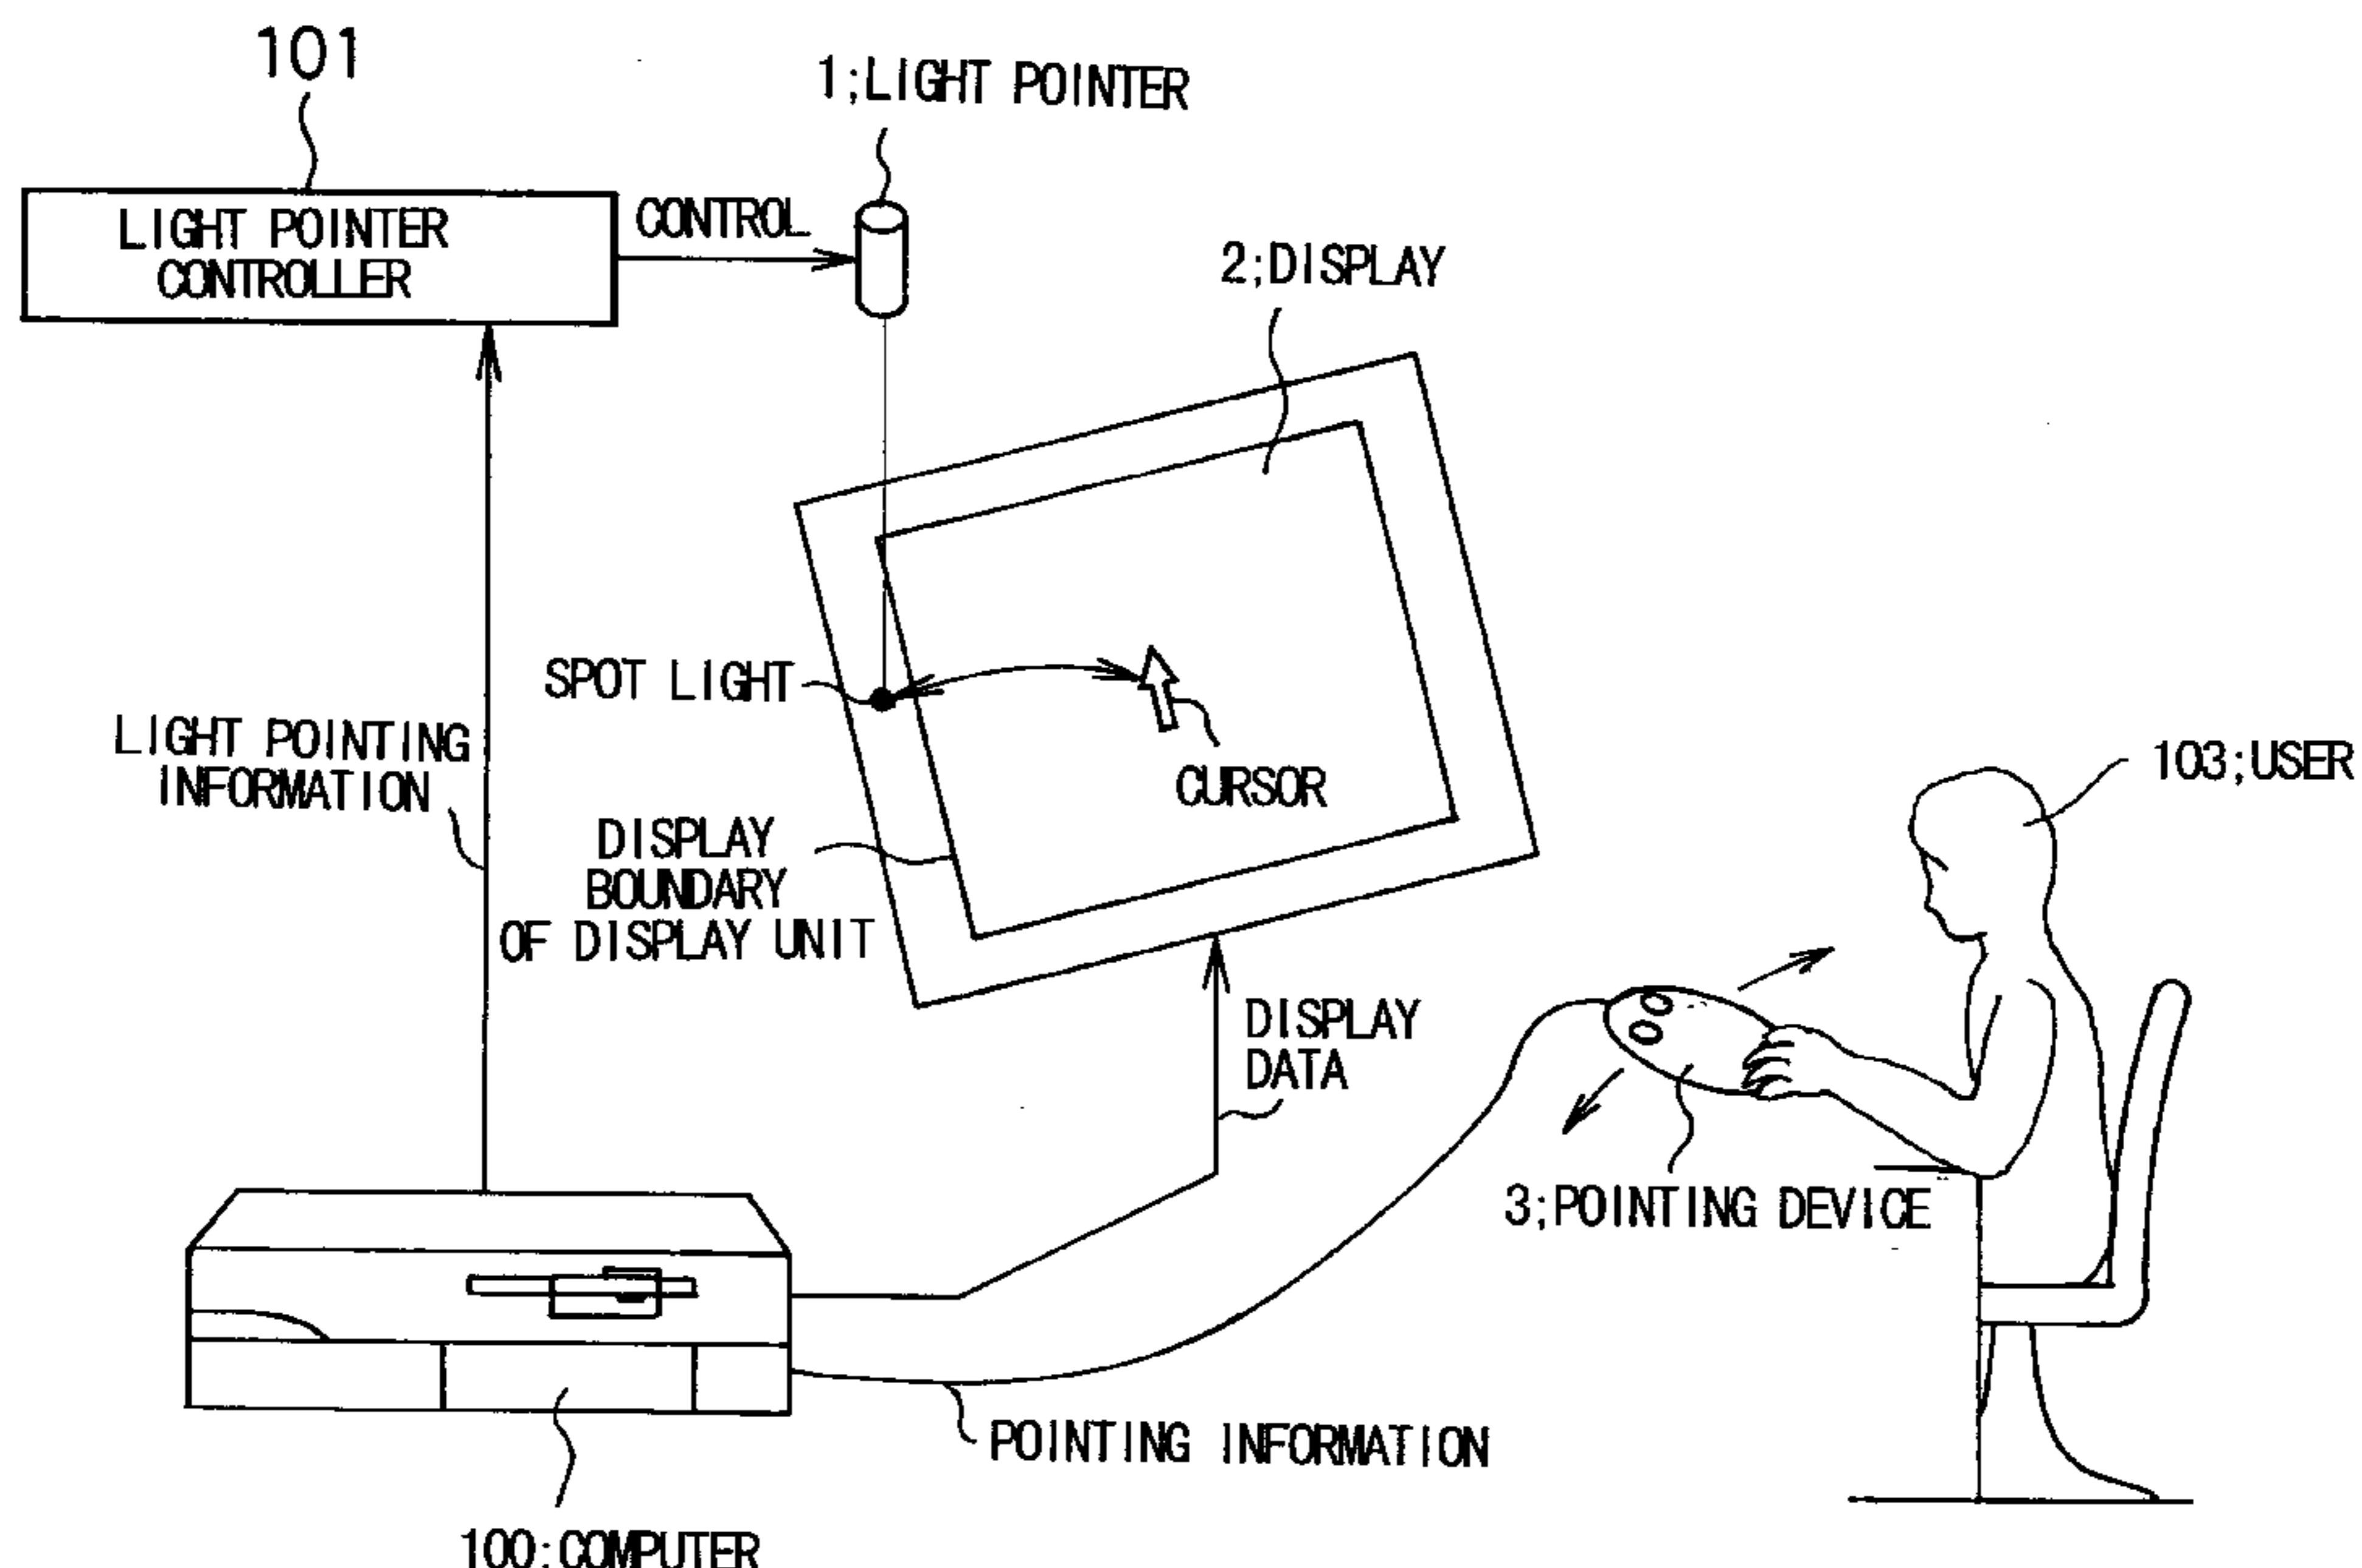 101
1;LIGHT POINTER
LIGHT POINTER
CONTROLLER
CONTROL
2;DISPLAY
SPOT LIGHT
CURSOR
LIGHT POINTING
INFORMATION
DISPLAY
BOUNDARY
OF DISPLAY UNIT
103;USER
DISPLAY
DATA
3;POINTING DEVICE
POINTING INFORMATION
100;COMPUTER